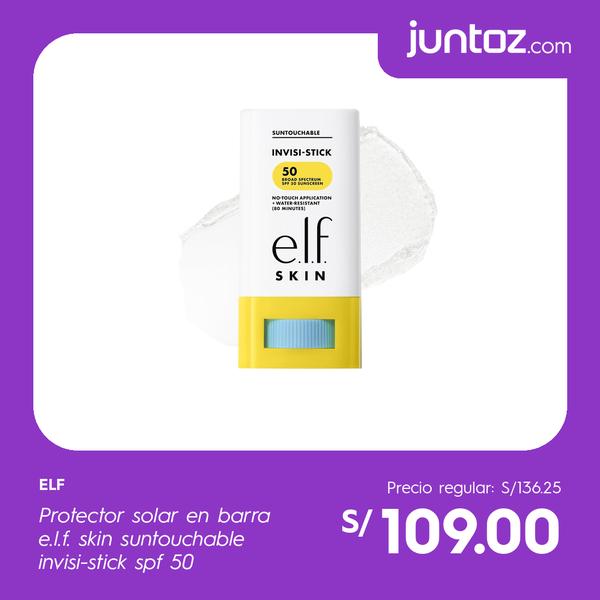 juntoz.com
SUNTOUCHABLE
INVISI-STICK
50
BROAD SPECTRUM
SPF 50 SUNSCREEN
NO-TOUCH APPLICATION
+ WATER-RESISTANT
(80 MINUTES)
e.l.f.
SKIN
ELF
Protector solar en barra
e.l.f. skin suntouchable
invisi-stick spf 50
Precio regular: S/136.25
S/ 109.00